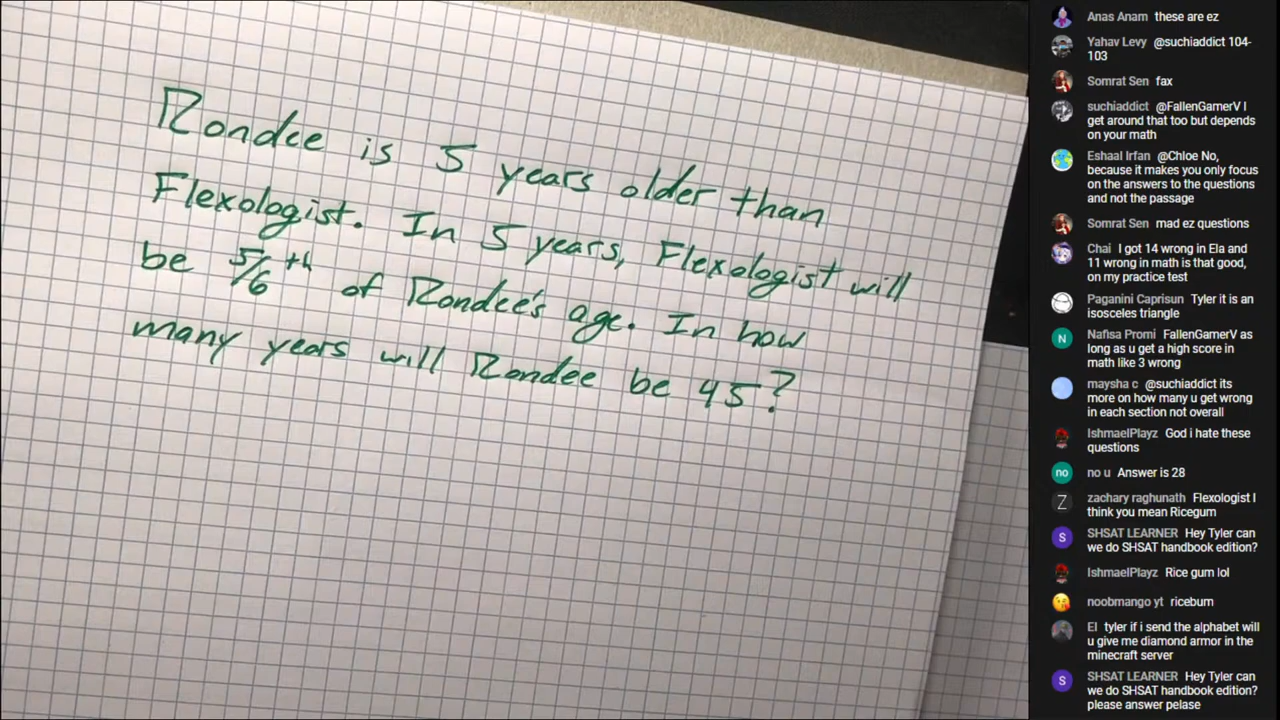 Rondee is 5 years older than
Flexologist. In 5 years, Flexologist will
be 5/6th of Rondee's age. In how
many years will Rondee be 45?
Anas Anam these are ez
Yahav Levy @suchiaddict 104-
103
Somrat Sen fax
suchiaddict @FallenGamerV I
get around that too but depends
on your math
Eshaal Irfan @Chloe No,
because it makes you only focus
on the answers to the questions
and not the passage
Somrat Sen mad ez questions
Chai I got 14 wrong in Ela and
11 wrong in math is that good,
on my practice test
Paganini Caprisun Tyler it is an
isosceles triangle
N Nafisa Promi FallenGamerV as
long as u get a high score in
math like 3 wrong
maysha c @suchiaddict its
more on how many u get wrong
in each section not overall
IshmaelPlayz God i hate these
questions
no no u Answer is 28
Z zachary raghunath Flexologist I
think you mean Ricegum
S SHSAT LEARNER Hey Tyler can
we do SHSAT handbook edition?
IshmaelPlayz Rice gum lol
noobmango yt ricebum
El tyler if i send the alphabet will
u give me diamond armor in the
minecraft server
S SHSAT LEARNER Hey Tyler can
we do SHSAT handbook edition?
please answer pelase